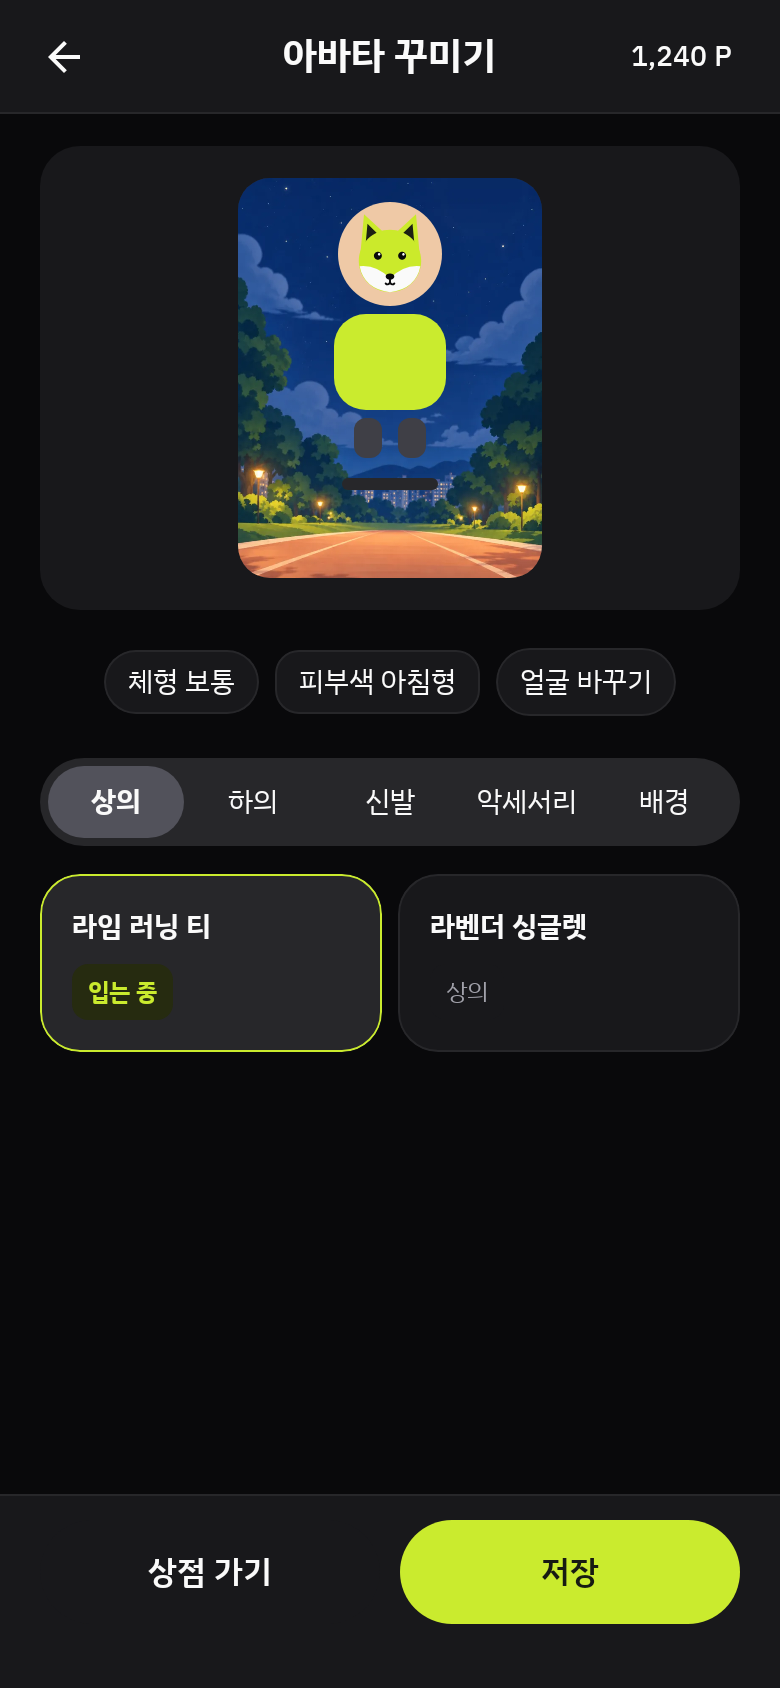 아바타 꾸미기
1,240 P
체형 보통
피부색 아침형
얼굴 바꾸기
상의
하의
신발
악세서리
배경
라임 러닝 티
입는 중
라벤더 싱글렛
상의
상점 가기
저장